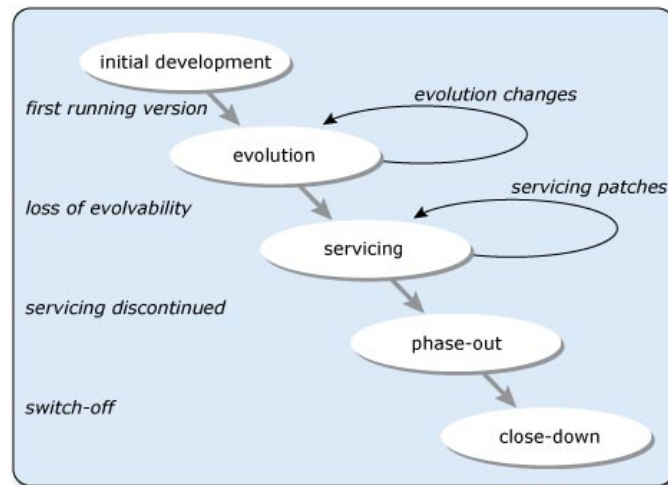 initial development
first running version
evolution changes
evolution
servicing patches
loss of evolvability
servicing
servicing discontinued
phase-out
switch-off
close-down